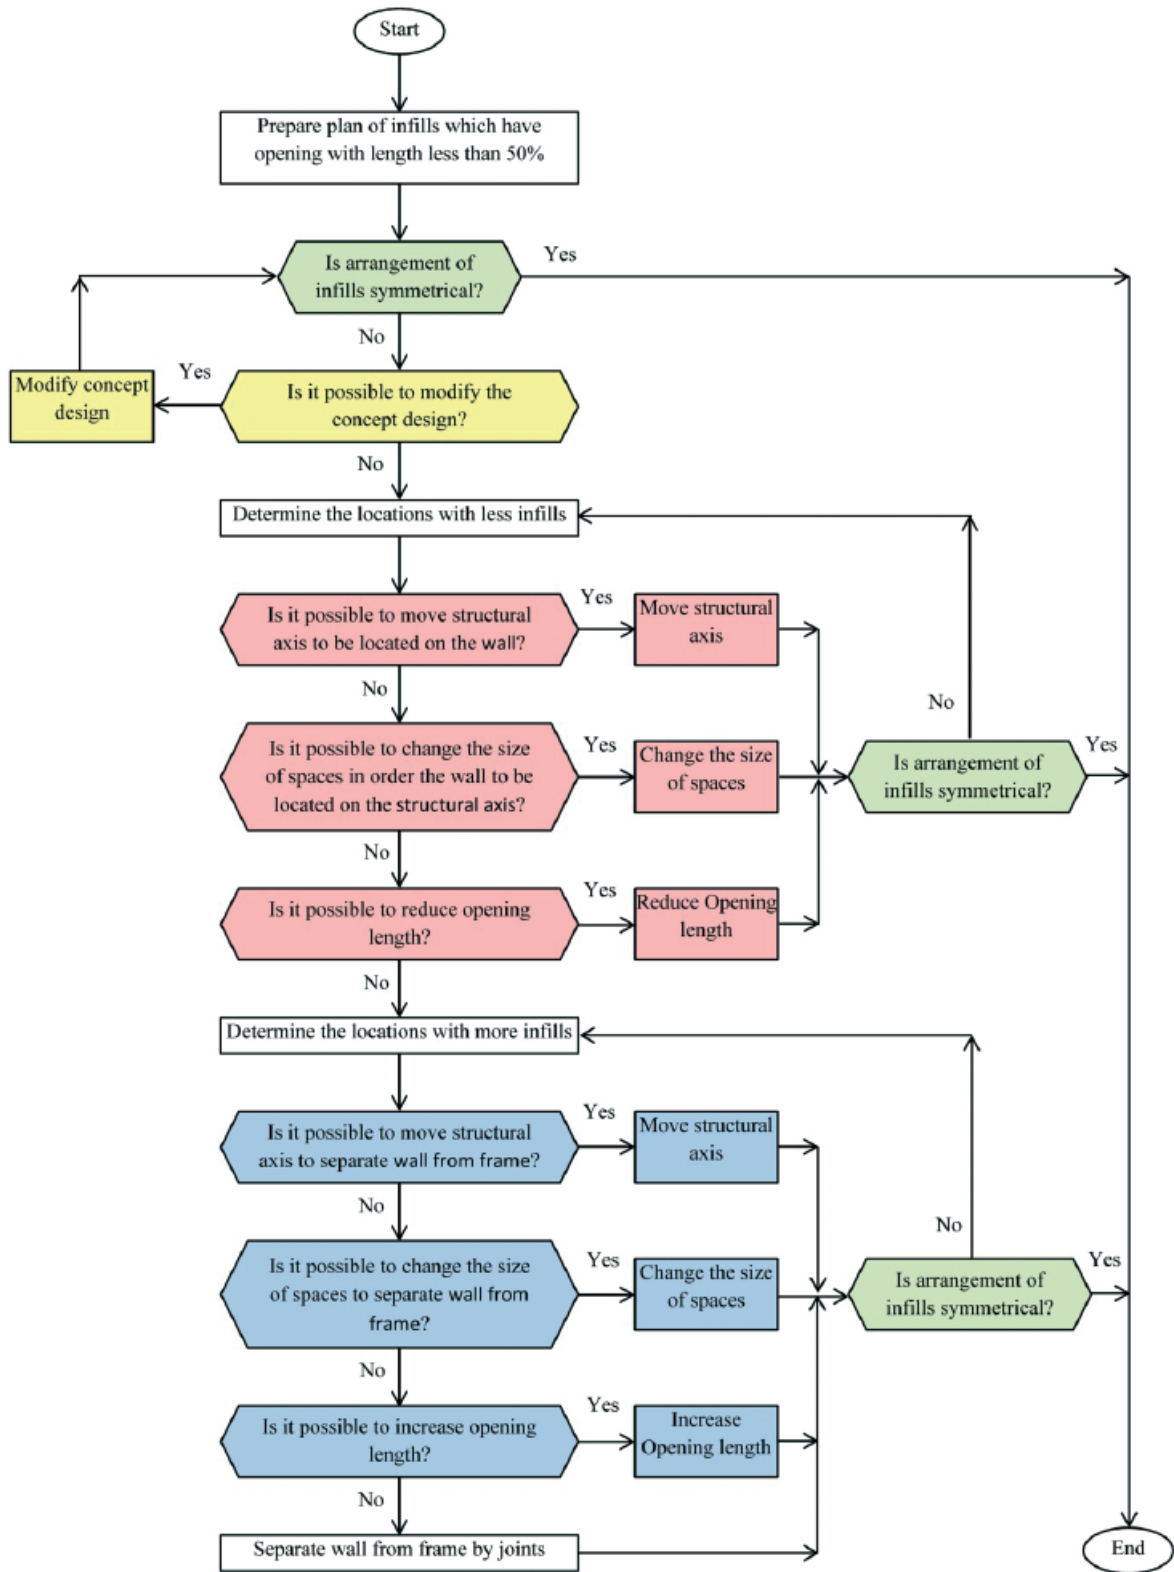 Start
Prepare plan of infills which have
opening with length less than 50%
Is arrangement of
infills symmetrical?
Yes
No
Modify concept
design
Yes
Is it possible to modify the
concept design?
No
Determine the locations with less infills
Is it possible to move structural
axis to be located on the wall?
Yes
Move structural
axis
No
Is it possible to change the size
of spaces in order the wall to be
located on the structural axis?
Yes
Change the size
of spaces
No
Is arrangement of
infills symmetrical?
Yes
No
Is it possible to reduce opening
length?
Yes
Reduce Opening
length
No
Determine the locations with more infills
Is it possible to move structural
axis to separate wall from frame?
Yes
Move structural
axis
No
Is it possible to change the size
of spaces to separate wall from
frame?
Yes
Change the size
of spaces
No
Is arrangement of
infills symmetrical?
Yes
No
Is it possible to increase opening
length?
Yes
Increase
Opening length
No
Separate wall from frame by joints
End